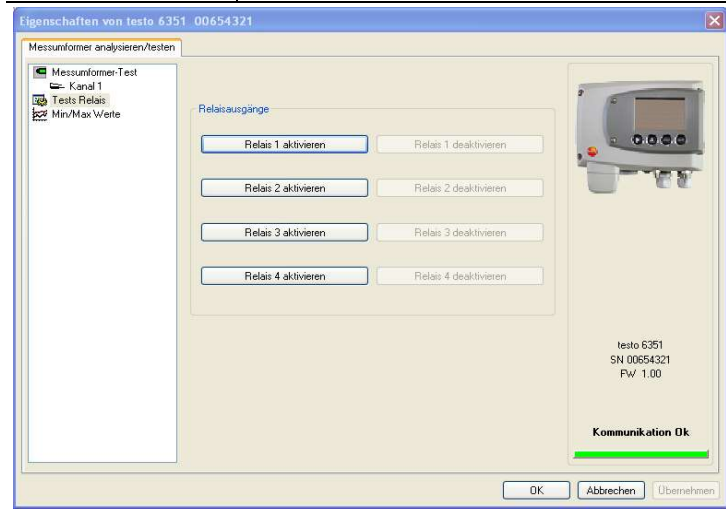 Eigenschaften von testo 6351 00654321
Messumformer analysieren/testen
Messumformer-Test
Kanal 1
Tests Relais
Min/Max Werte
Relaisausgänge
Relais 1 aktivieren
Relais 1 deaktivieren
Relais 2 aktivieren
Relais 2 deaktivieren
Relais 3 aktivieren
Relais 3 deaktivieren
Relais 4 aktivieren
Relais 4 deaktivieren
testo 6351
SN 00654321
FW 1.00
Kommunikation Ok
OK
Abbrechen
Übernehmen